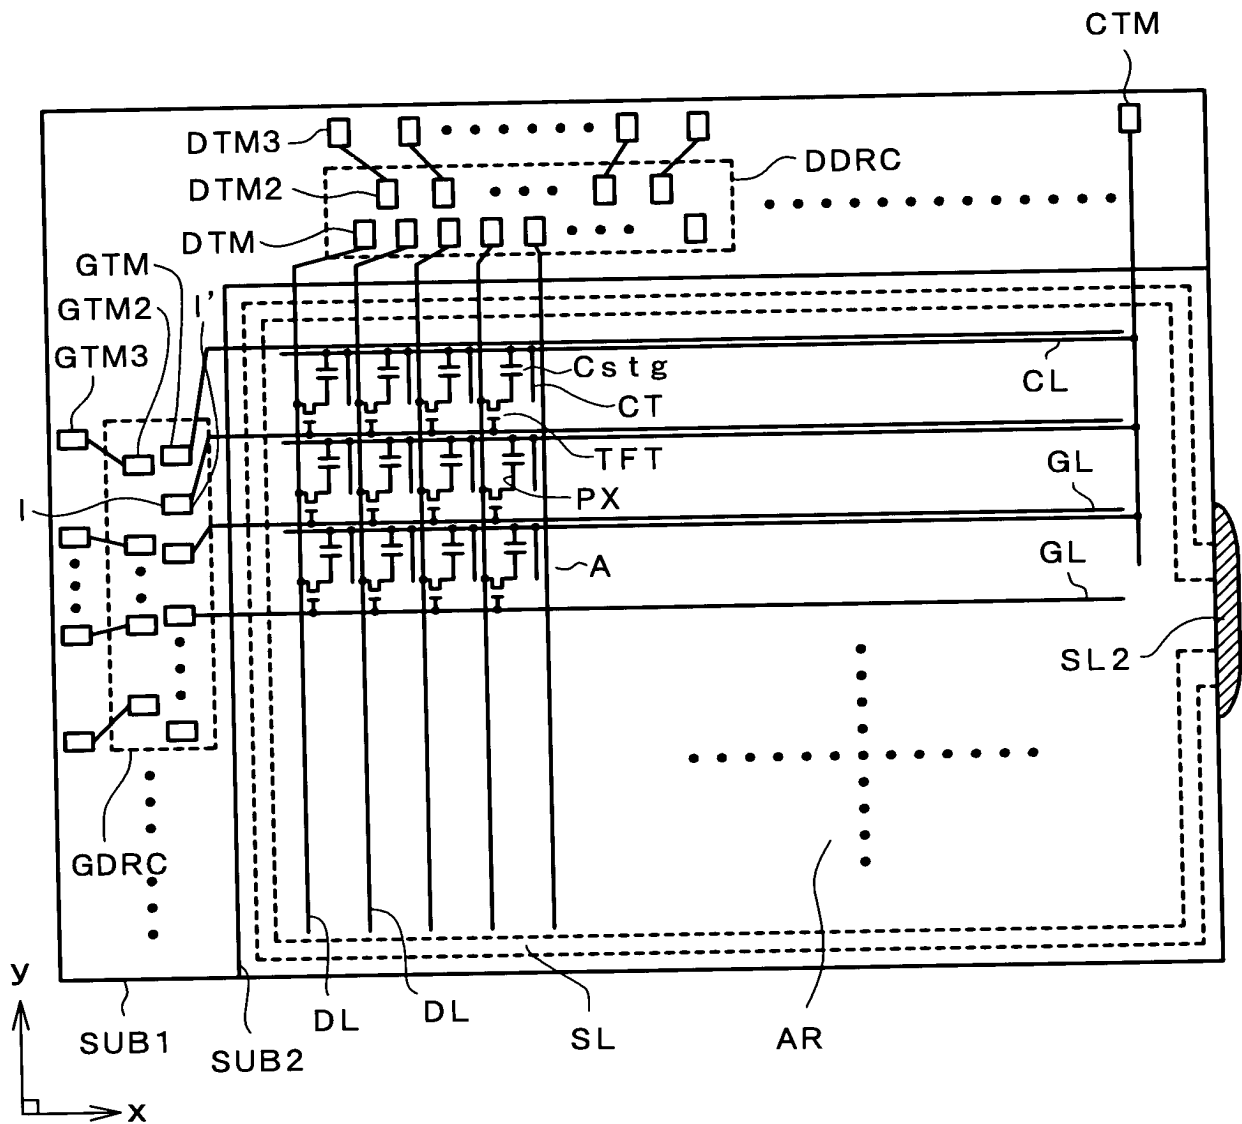 CTM
DTM3
DDRC
DTM2
DTM
GTM
GTM2
I'
GTM3
Cstg
CL
CT
TFT
GL
PX
I
GL
A
SL2
GDRC
y
DL
DL
SL
AR
SUB1
SUB2
x